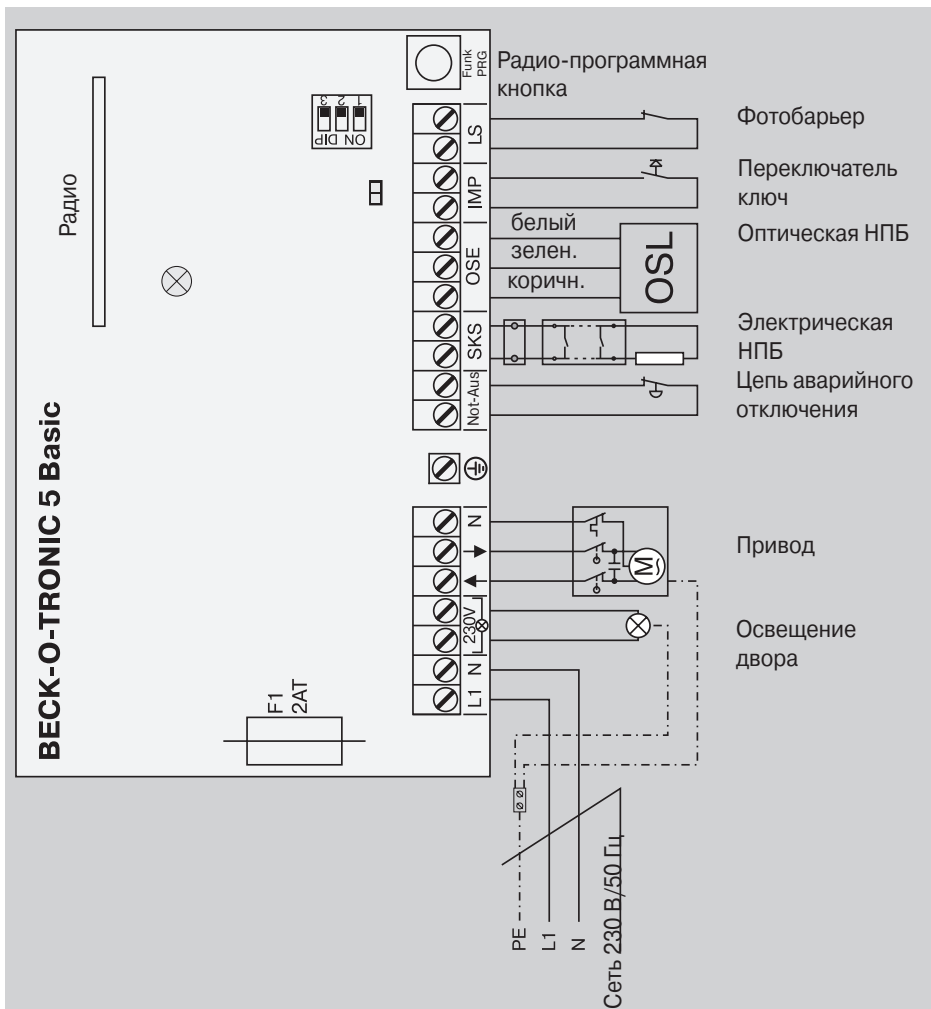 Funk
PRG
Радио-программная
кнопка
Радио
1 2 3
ON DIP
LS
Фотобарьер
IMP
Переключатель
ключ
OSE
белый
зелен.
коричн.
OSL
Оптическая НПБ
SKS
Электрическая
НПБ
Not-Aus
Цепь аварийного
отключения
BECK-O-TRONIC 5 Basic
N
M
Привод
230V
Освещение
двора
N
L1
F1
2AT
PE
L1
N
Сеть 230 В/50 Гц